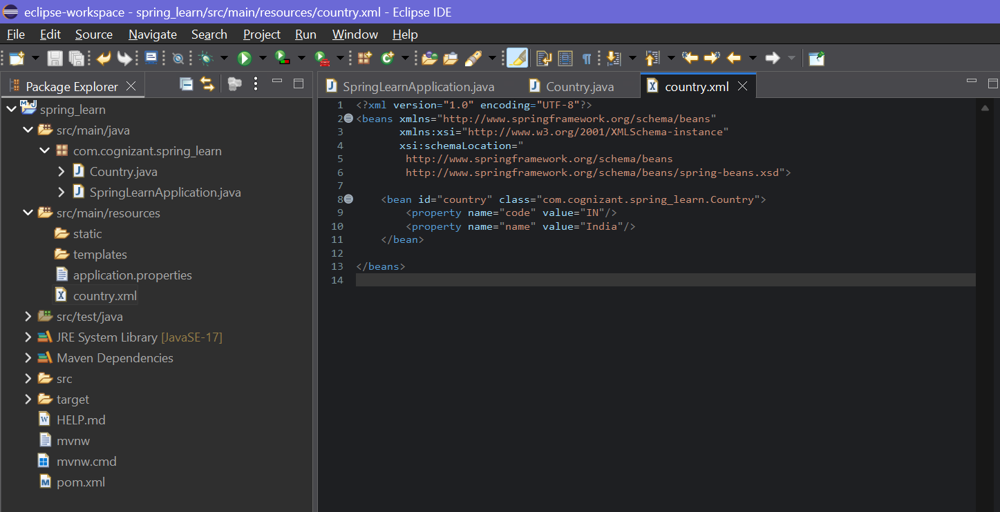 eclipse-workspace - spring_learn/src/main/resources/country.xml - Eclipse IDE
File Edit Source Navigate Search Project Run Window Help
Package Explorer
spring_learn
src/main/java
com.cognizant.spring_learn
Country.java
SpringLearnApplication.java
src/main/resources
static
templates
application.properties
country.xml
src/test/java
JRE System Library [JavaSE-17]
Maven Dependencies
src
target
HELP.md
mvnw
mvnw.cmd
pom.xml
SpringLearnApplication.java Country.java country.xml
1 <?xml version="1.0" encoding="UTF-8"?>
2 <beans xmlns="http://www.springframework.org/schema/beans"
3 xmlns:xsi="http://www.w3.org/2001/XMLSchema-instance"
4 xsi:schemaLocation="
5 http://www.springframework.org/schema/beans
6 http://www.springframework.org/schema/beans/spring-beans.xsd">
7
8 <bean id="country" class="com.cognizant.spring_learn.Country">
9 <property name="code" value="IN"/>
10 <property name="name" value="India"/>
11 </bean>
12
13 </beans>
14